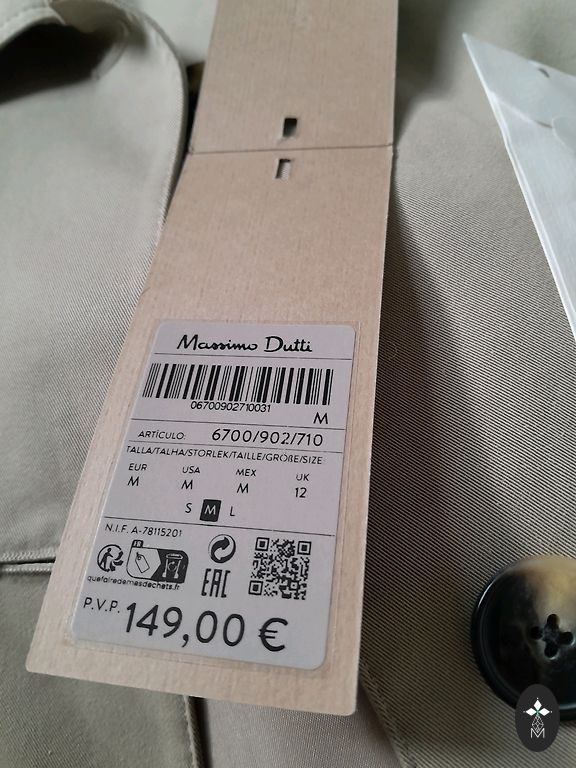 Massimo Dutti
06700902710031
M
ARTÍCULO: 6700/902/710
TALLA/TALHA/STORLEK/TAILLE/GRÖßE/SIZE:
EUR USA MEX UK
M M M 12
S M L
N.I.F. A-78115201
FR
quefairedemesdechets.fr
EAC
P.V.P. 149,00 €
M